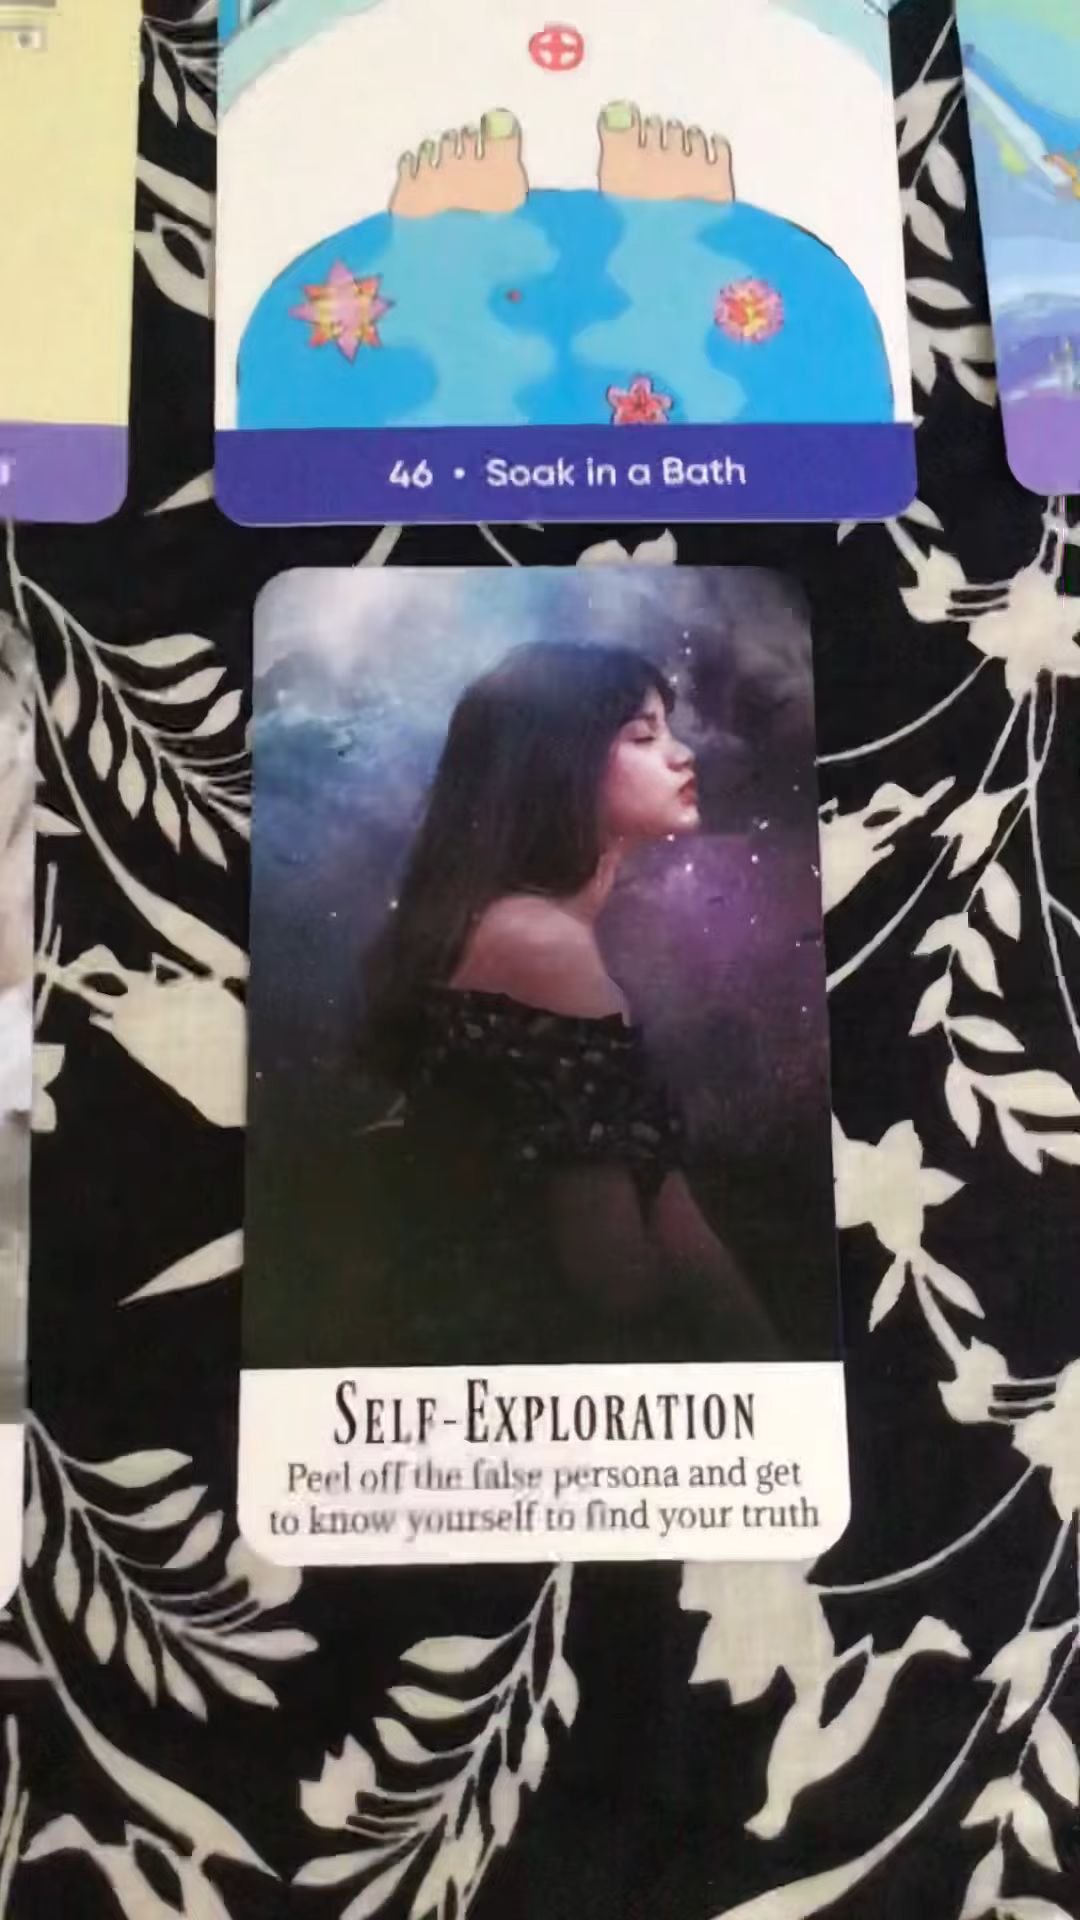 46 • Soak in a Bath
SELF-EXPLORATION
Peel off the false persona and get
to know yourself to find your truth